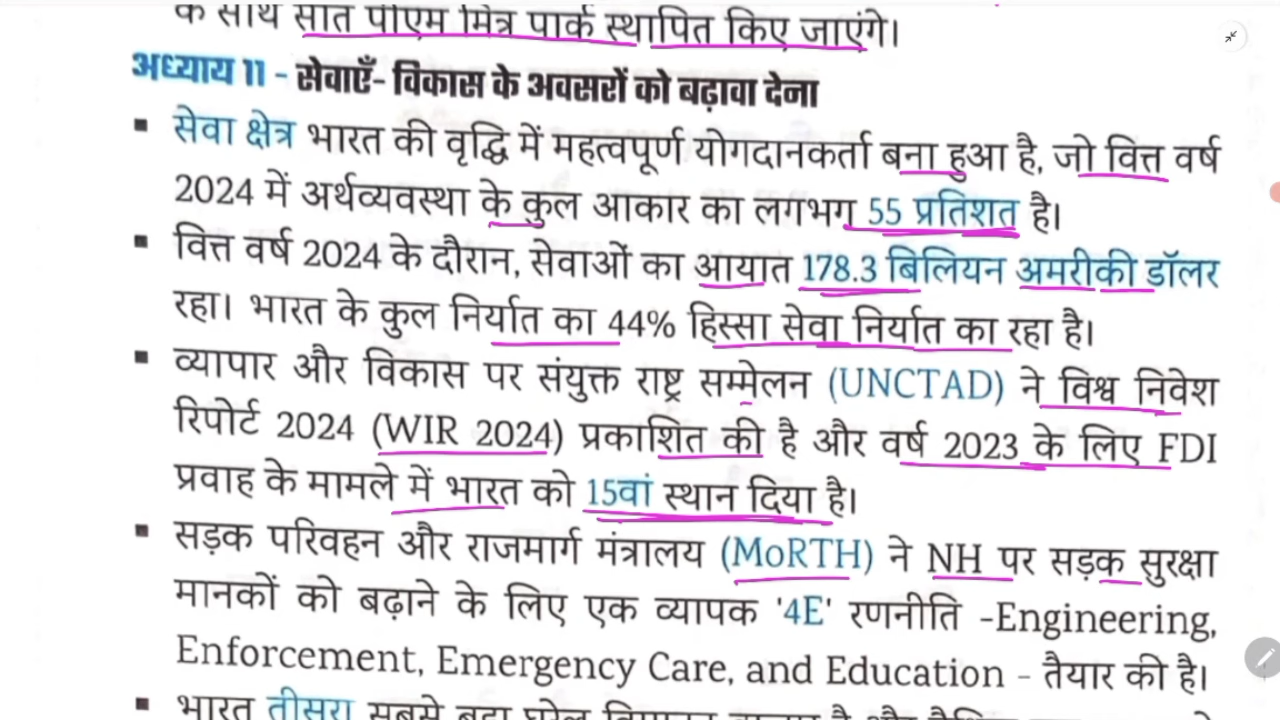 के साथ सात पीएम मित्र पार्क स्थापित किए जाएंगे।
अध्याय 11 - सेवाएँ- विकास के अवसरों को बढ़ावा देना
▪ सेवा क्षेत्र भारत की वृद्धि में महत्वपूर्ण योगदानकर्ता बना हुआ है, जो वित्त वर्ष
2024 में अर्थव्यवस्था के कुल आकार का लगभग 55 प्रतिशत है।
▪ वित्त वर्ष 2024 के दौरान, सेवाओं का आयात 178.3 बिलियन अमरीकी डॉलर
रहा। भारत के कुल निर्यात का 44% हिस्सा सेवा निर्यात का रहा है।
▪ व्यापार और विकास पर संयुक्त राष्ट्र सम्मेलन (UNCTAD) ने विश्व निवेश
रिपोर्ट 2024 (WIR 2024) प्रकाशित की है और वर्ष 2023 के लिए FDI
प्रवाह के मामले में भारत को 15वां स्थान दिया है।
▪ सड़क परिवहन और राजमार्ग मंत्रालय (MoRTH) ने NH पर सड़क सुरक्षा
मानकों को बढ़ाने के लिए एक व्यापक '4E' रणनीति -Engineering,
Enforcement, Emergency Care, and Education - तैयार की है।
▪ भारत तीसरा सबसे बड़ा घरेलू